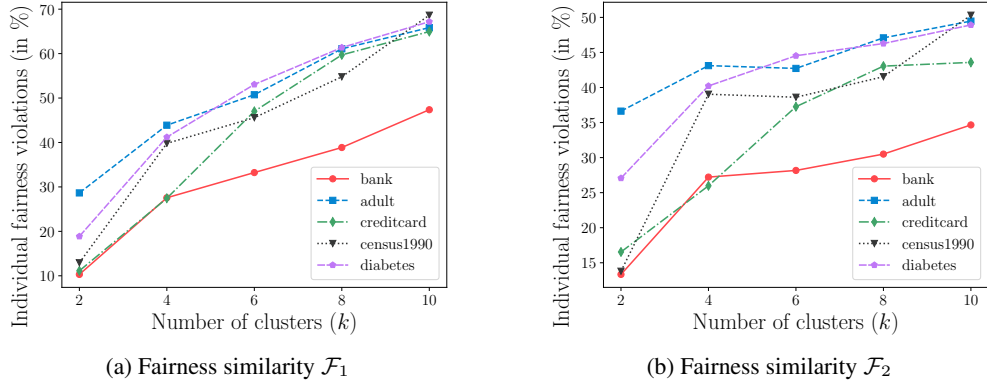 Individual fairness violations (in %)
70
60
50
40
30
20
10
bank
adult
creditcard
census1990
diabetes
2
4
6
8
10
Number of clusters (k)
(a) Fairness similarity F₁
Individual fairness violations (in %)
50
45
40
35
30
25
20
15
bank
adult
creditcard
census1990
diabetes
2
4
6
8
10
Number of clusters (k)
(b) Fairness similarity F₂